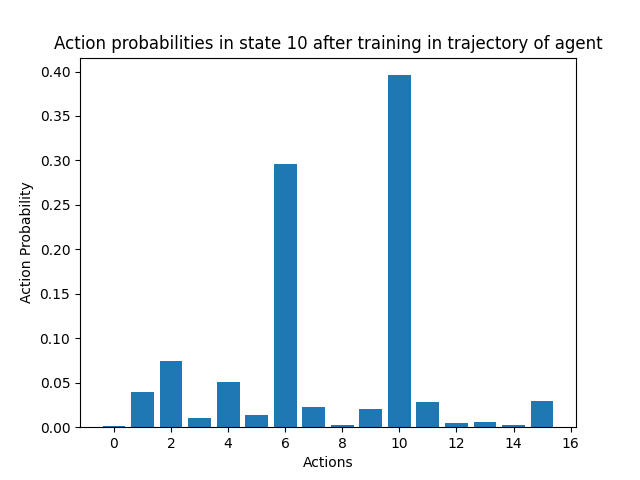 Action probabilities in state 10 after training in trajectory of agent
0.40
0.35
0.30
0.25
0.20
0.15
0.10
0.05
0.00
Action Probability
0 2 4 6 8 10 12 14 16
Actions